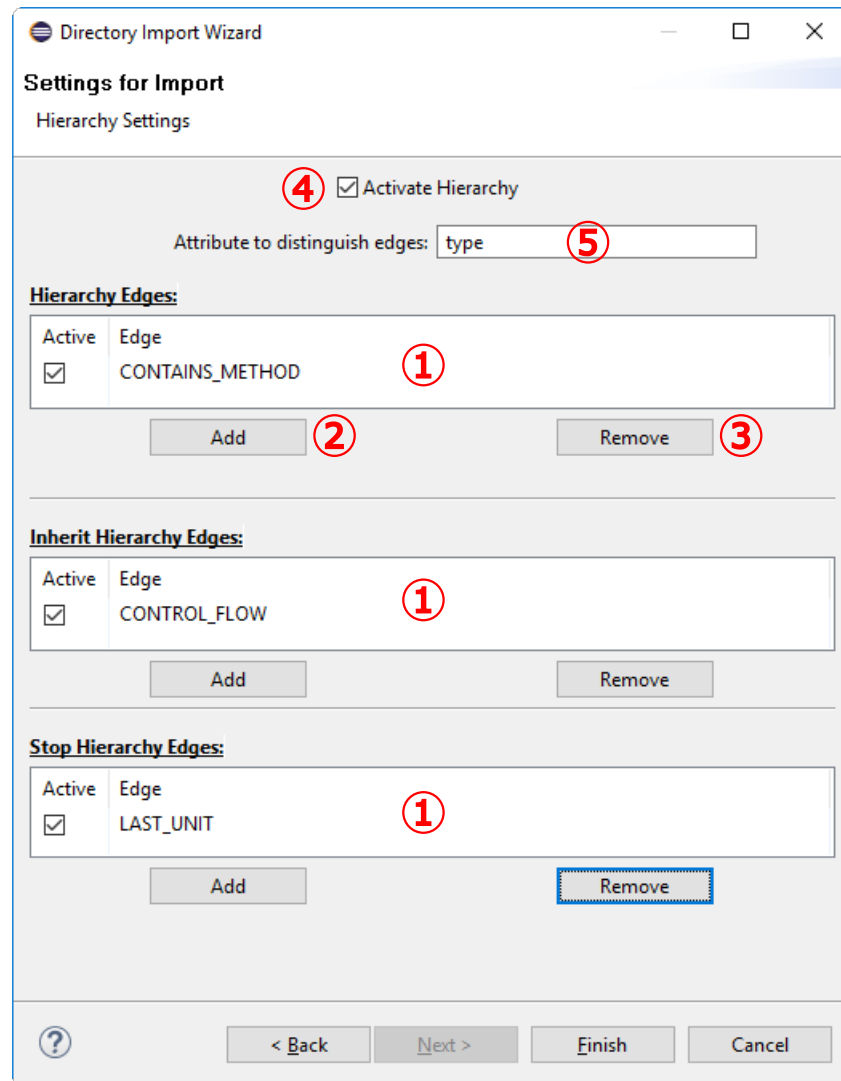 Directory Import Wizard
Settings for Import
Hierarchy Settings
④ Activate Hierarchy
Attribute to distinguish edges: type ⑤
Hierarchy Edges:
Active Edge
CONTAINS_METHOD ①
Add ② Remove ③
Inherit Hierarchy Edges:
Active Edge
CONTROL_FLOW ①
Add Remove
Stop Hierarchy Edges:
Active Edge
LAST_UNIT ①
Add Remove
? < Back Next > Finish Cancel